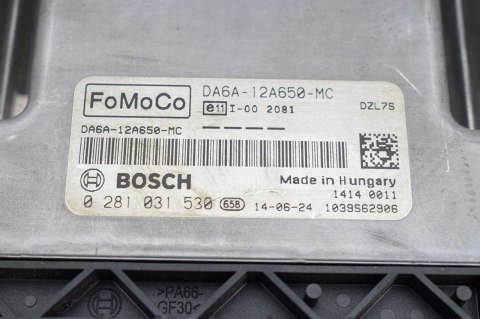 FoMoCo
DA6A-12A650-MC
e11 I-00 2081
DZL7S
DA6A-12A650-MC
BOSCH
Made in Hungary
1414 0011
0 281 031 530 658 14-06-24 1039S62906
>PA66-
GF30<